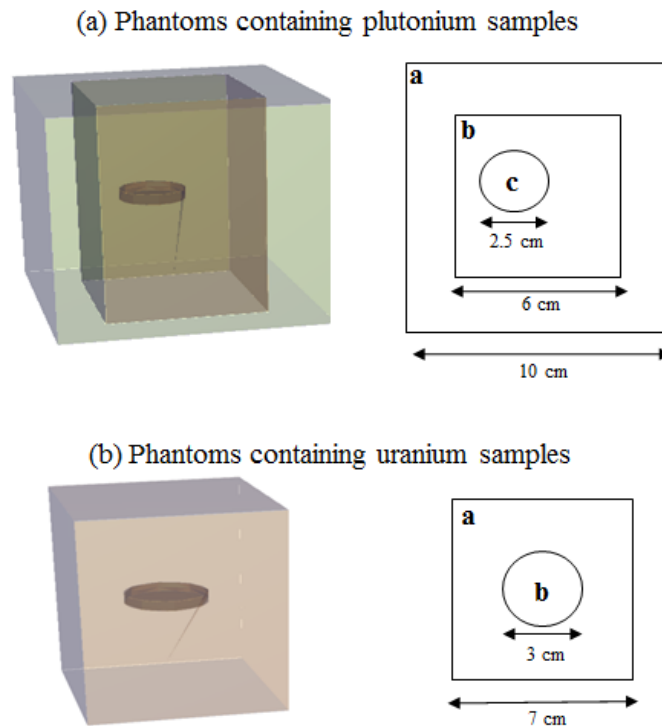 (a) Phantoms containing plutonium samples
a
b
c
2.5 cm
6 cm
10 cm
(b) Phantoms containing uranium samples
a
b
3 cm
7 cm